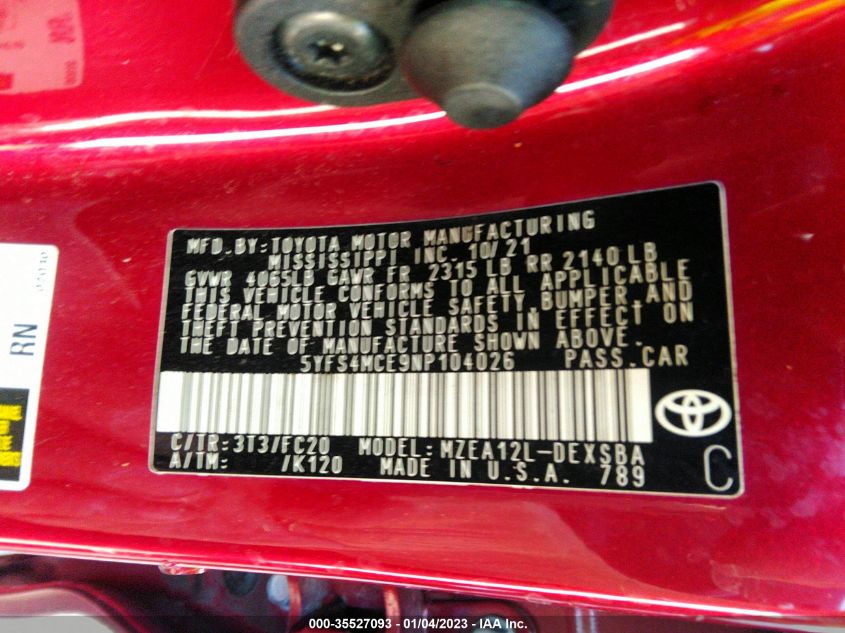 MFD.BY:TOYOTA MOTOR MANUFACTURING
MISSISSIPPI INC. 10/21
GVWR 4065LB GAWR FR 2315 LB RR 2140 LB
THIS VEHICLE CONFORMS TO ALL APPLICABLE
FEDERAL MOTOR VEHICLE SAFETY, BUMPER, AND
THEFT PREVENTION STANDARDS IN EFFECT ON
THE DATE OF MANUFACTURE SHOWN ABOVE.
5YFS4MCE9NP104026 PASS.CAR
C/TR:3T3/FC20 MODEL:MZEA12L-DEXSBA
A/TM: /K120 MADE IN U.S.A. 789
C
RN
000-35527093 - 01/04/2023 - IAA Inc.